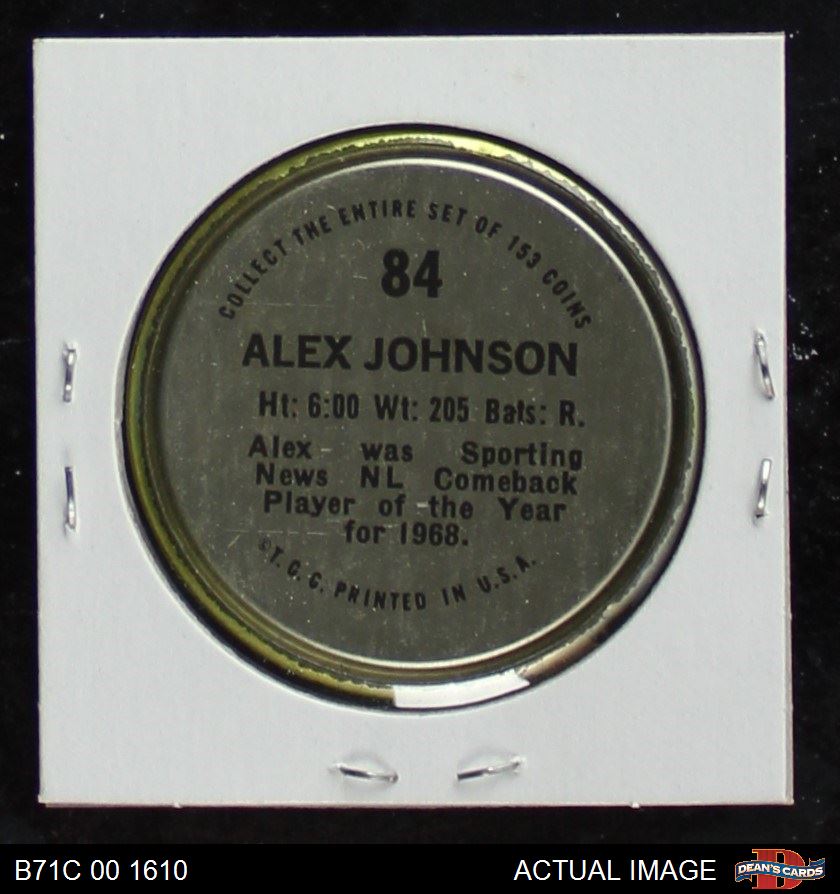 COLLECT THE ENTIRE SET OF 153 COINS
84
ALEX JOHNSON
Ht: 6:00 Wt: 205 Bats: R.
Alex was Sporting
News NL Comeback
Player of the Year
for 1968.
©T.C.G. PRINTED IN U.S.A.
B71C 00 1610 ACTUAL IMAGE DEAN'S CARDS